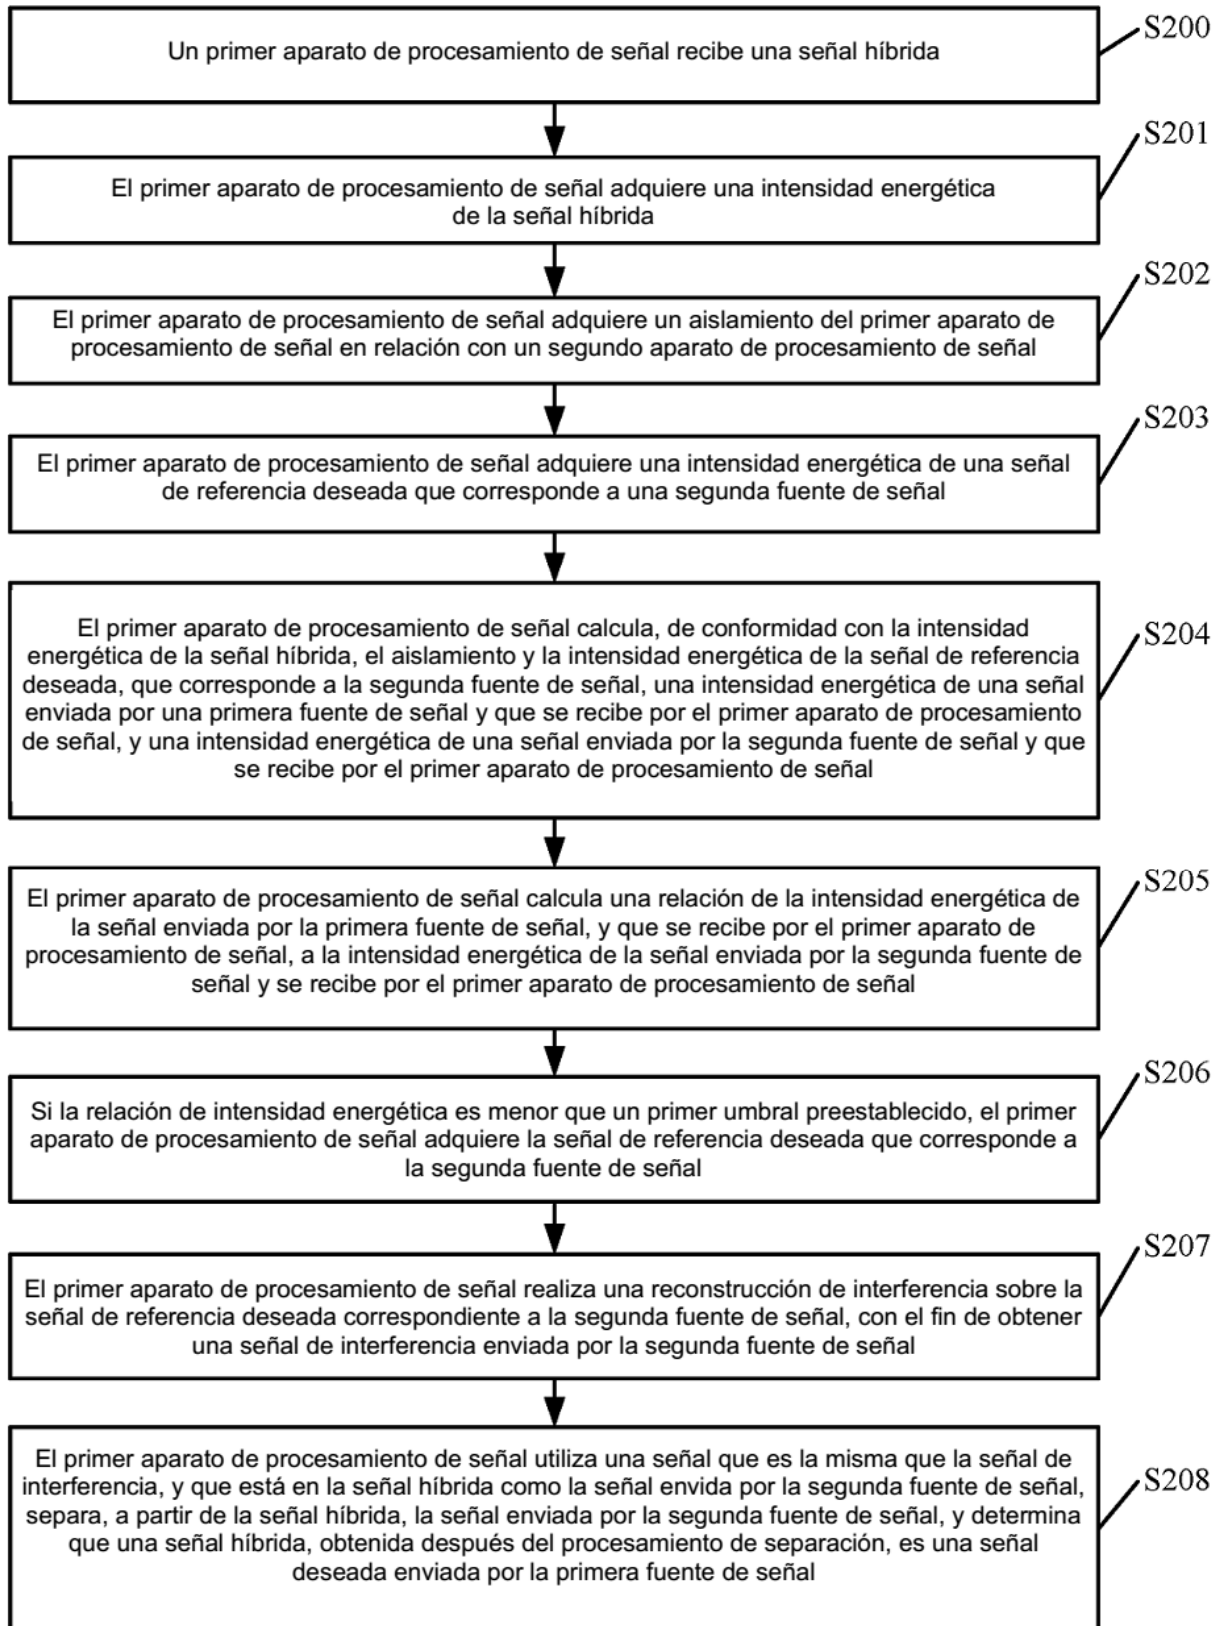 Un primer aparato de procesamiento de señal recibe una señal híbrida
S200
El primer aparato de procesamiento de señal adquiere una intensidad energética
de la señal híbrida
S201
El primer aparato de procesamiento de señal adquiere un aislamiento del primer aparato de
procesamiento de señal en relación con un segundo aparato de procesamiento de señal
S202
El primer aparato de procesamiento de señal adquiere una intensidad energética de una señal
de referencia deseada que corresponde a una segunda fuente de señal
S203
El primer aparato de procesamiento de señal calcula, de conformidad con la intensidad
energética de la señal híbrida, el aislamiento y la intensidad energética de la señal de referencia
deseada, que corresponde a la segunda fuente de señal, una intensidad energética de una señal
enviada por una primera fuente de señal y que se recibe por el primer aparato de procesamiento
de señal, y una intensidad energética de una señal enviada por la segunda fuente de señal y que
se recibe por el primer aparato de procesamiento de señal
S204
El primer aparato de procesamiento de señal calcula una relación de la intensidad energética de
la señal enviada por la primera fuente de señal, y que se recibe por el primer aparato de
procesamiento de señal, a la intensidad energética de la señal enviada por la segunda fuente de
señal y se recibe por el primer aparato de procesamiento de señal
S205
Si la relación de intensidad energética es menor que un primer umbral preestablecido, el primer
aparato de procesamiento de señal adquiere la señal de referencia deseada que corresponde a
la segunda fuente de señal
S206
El primer aparato de procesamiento de señal realiza una reconstrucción de interferencia sobre la
señal de referencia deseada correspondiente a la segunda fuente de señal, con el fin de obtener
una señal de interferencia enviada por la segunda fuente de señal
S207
El primer aparato de procesamiento de señal utiliza una señal que es la misma que la señal de
interferencia, y que está en la señal híbrida como la señal envida por la segunda fuente de señal,
separa, a partir de la señal híbrida, la señal enviada por la segunda fuente de señal, y determina
que una señal híbrida, obtenida después del procesamiento de separación, es una señal
deseada enviada por la primera fuente de señal
S208